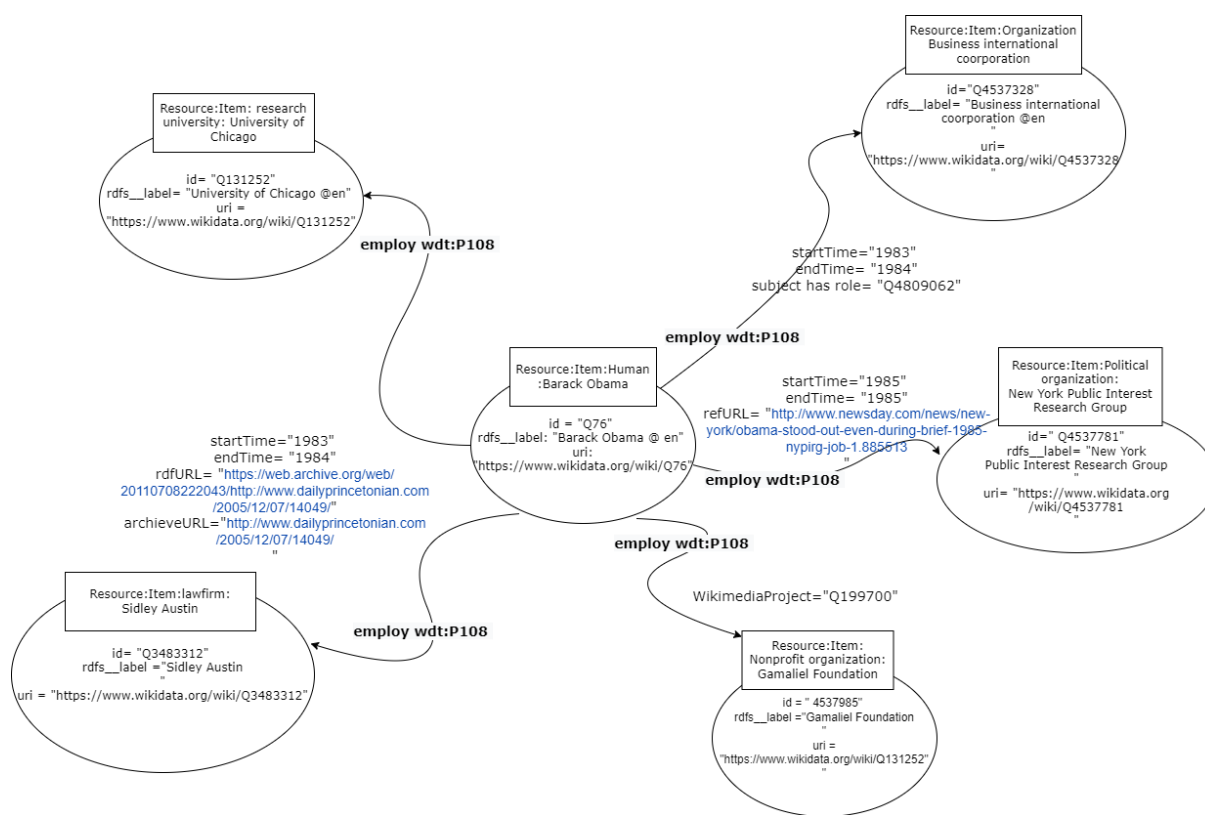 Resource:Item:Organization
Business international
coorporation
id="Q4537328"
rdfs__label= "Business international
coorporation @en
"
uri=
"https://www.wikidata.org/wiki/Q4537328
"
Resource:Item: research
university: University of
Chicago
id= "Q131252"
rdfs__label= "University of Chicago @en"
uri =
"https://www.wikidata.org/wiki/Q131252"
employ wdt:P108
startTime="1983"
endTime= "1984"
subject has role= "Q4809062"
employ wdt:P108
Resource:Item:Human
:Barack Obama
id = "Q76"
rdfs__label: "Barack Obama @ en"
uri:
"https://www.wikidata.org/wiki/Q76"
startTime="1985"
endTime= "1985"
refURL= "http://www.newsday.com/news/new-
york/obama-stood-out-even-during-brief-1985-
nypirg-job-1.885513
"
employ wdt:P108
Resource:Item:Political
organization:
New York Public Interest
Research Group
id=" Q4537781"
rdfs__label= "New York
Public Interest Research Group
"
uri= "https://www.wikidata.org
/wiki/Q4537781
"
startTime="1983"
endTime= "1984"
rdfURL= "https://web.archive.org/web/
20110708222043/http://www.dailyprincetonian.com
/2005/12/07/14049/"
archieveURL="http://www.dailyprincetonian.com
/2005/12/07/14049/
"
employ wdt:P108
Resource:Item:lawfirm:
Sidley Austin
id= "Q3483312"
rdfs__label ="Sidley Austin
"
uri = "https://www.wikidata.org/wiki/Q3483312"
employ wdt:P108
WikimediaProject="Q199700"
Resource:Item:
Nonprofit organization:
Gamaliel Foundation
id = " 4537985"
rdfs__label ="Gamaliel Foundation
"
uri =
"https://www.wikidata.org/wiki/Q131252"
"